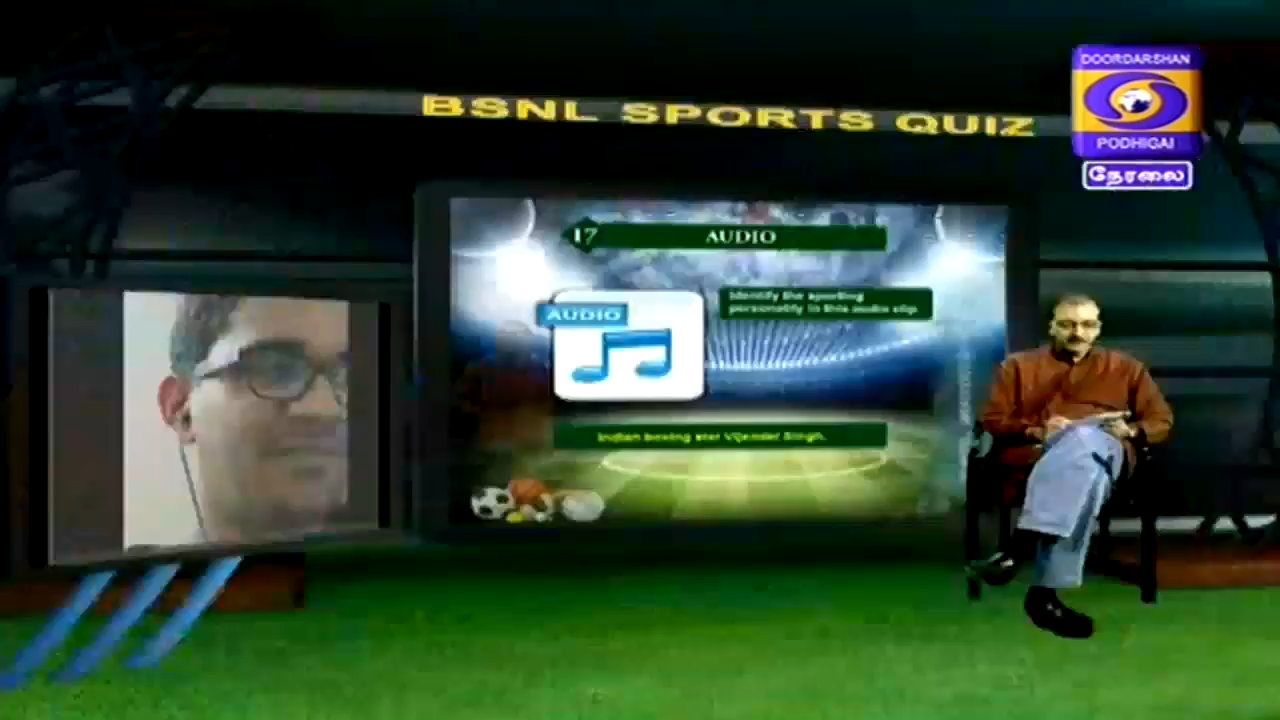 BSNL SPORTS QUIZ
DOORDARSHAN
PODHIGAI
நேரலை
17
AUDIO
AUDIO
Identify the sporting
personality in this audio clip.
Indian boxing star Vijender Singh.